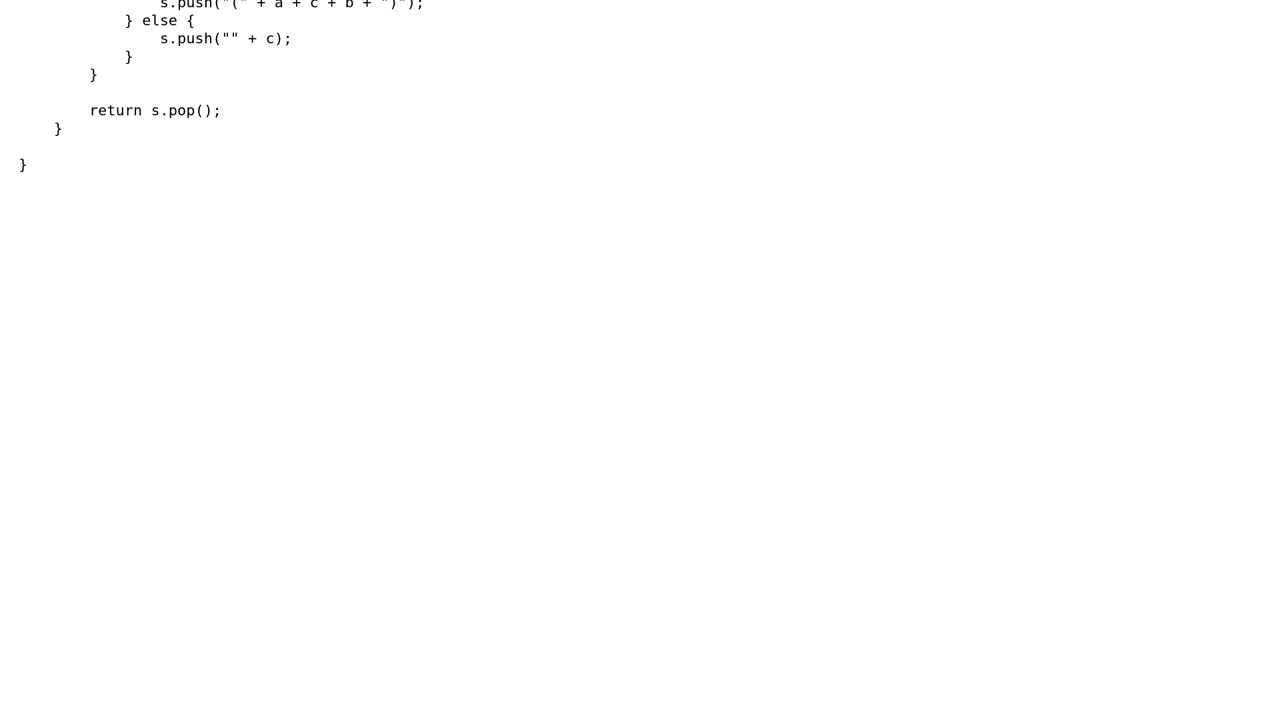 s.push("(" + a + c + b + ")");
} else {
s.push("" + c);
}
}
return s.pop();
}
}